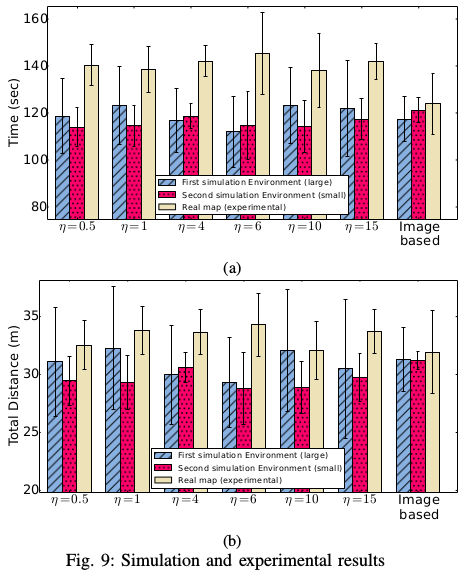 160
140
120
100
80
Time (sec)
First simulation Environment (large)
Second simulation Environment (small)
Real map (experimental)
η=0.5 η=1 η=4 η=6 η=10 η=15 Image based
(a)
35
30
25
20
Total Distance (m)
First simulation Environment (large)
Second simulation Environment (small)
Real map (experimental)
η=0.5 η=1 η=4 η=6 η=10 η=15 Image based
(b)
Fig. 9: Simulation and experimental results